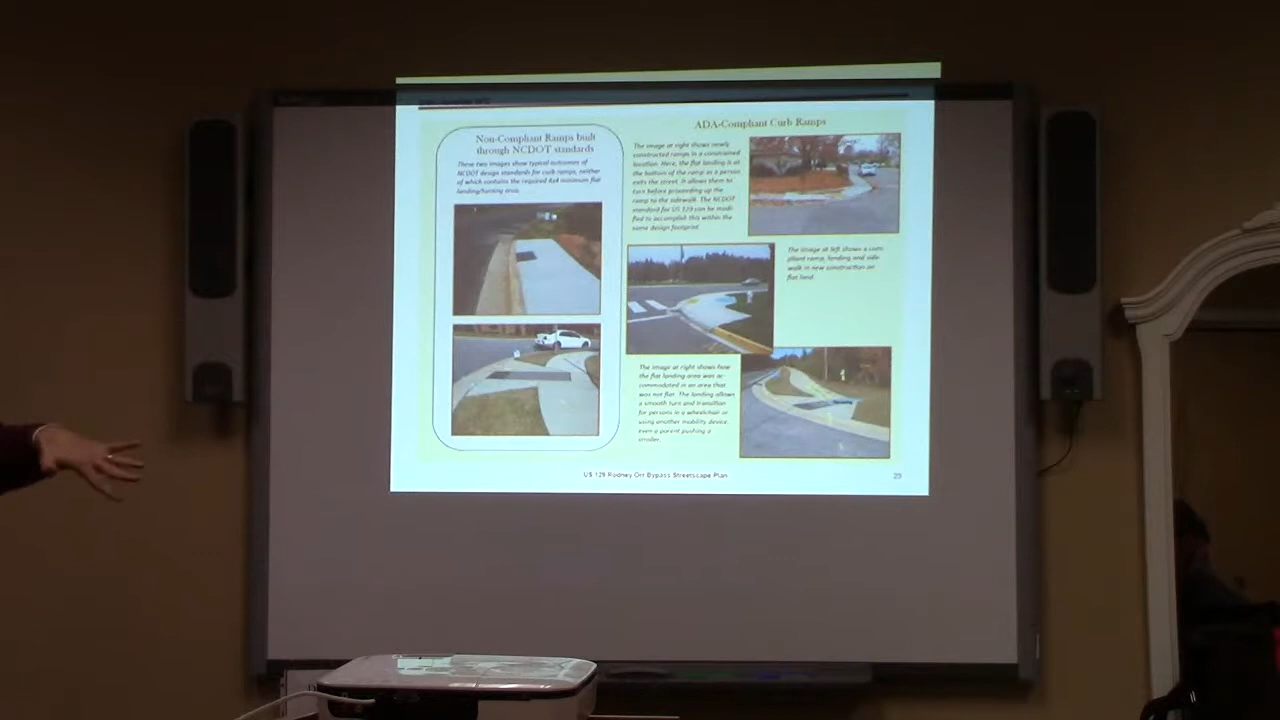 Non-Compliant Ramps built
through NCDOT standards
These two images show typical outcomes of
NCDOT design standards for curb ramps, neither
of which contains the required 4x4 minimum flat
landing/turning area.
ADA-Compliant Curb Ramps
The image at right shows newly
constructed ramps in a constrained
location. Here, the flat landing is at
the bottom of the ramp as a person
exits the street. It allows them to
turn before proceeding up the
ramp to the sidewalk. The NCDOT
standard for US 129 can be modi-
fied to accomplish this within the
same design footprint.
The image at left shows a com-
pliant ramp, landing and side-
walk in new construction on
flat land.
The image at right shows how
the flat landing area was ac-
commodated in an area that
was not flat. The landing allows
a smooth turn and transition
for persons in a wheelchair or
using another mobility device,
even a parent pushing a
stroller.
US 129 Rodney Orr Bypass Streetscape Plan
23